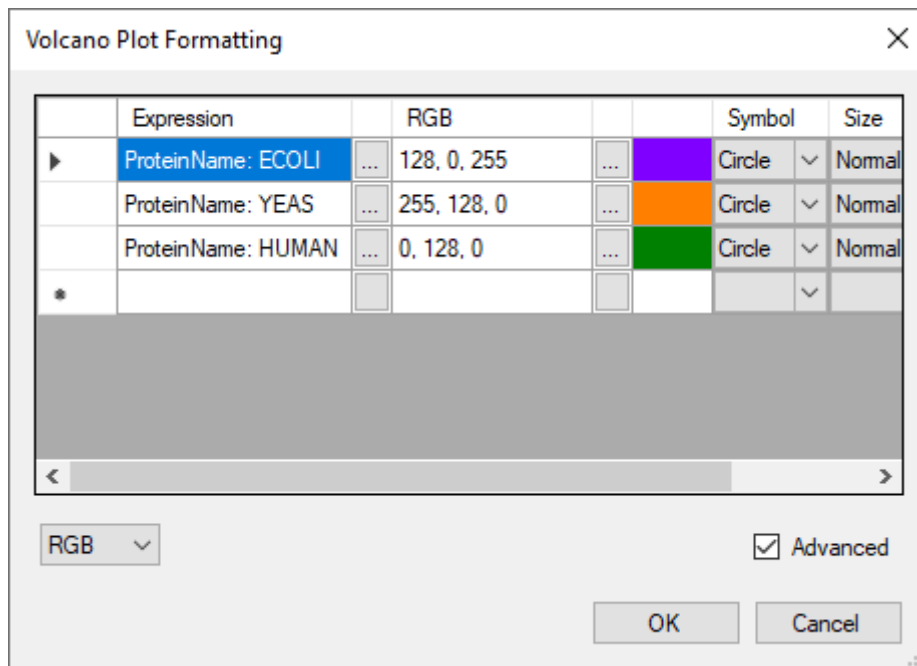 Volcano Plot Formatting
Expression RGB Symbol Size
ProteinName: ECOLI ... 128, 0, 255 ... Circle Normal
ProteinName: YEAS ... 255, 128, 0 ... Circle Normal
ProteinName: HUMAN ... 0, 128, 0 ... Circle Normal
RGB Advanced
OK Cancel